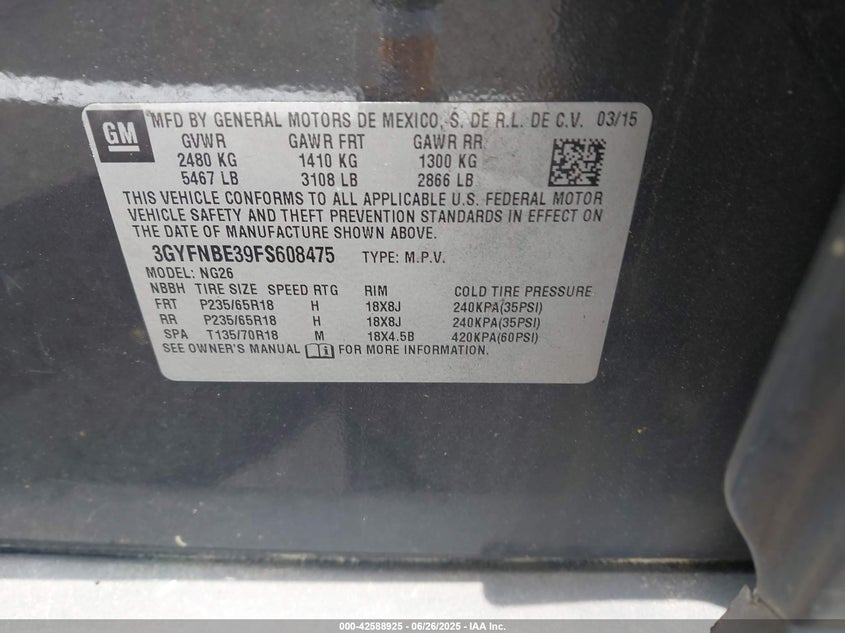 GM
MFD BY GENERAL MOTORS DE MEXICO, S. DE R.L. DE C.V. 03/15
GVWR GAWR FRT GAWR RR
2480 KG 1410 KG 1300 KG
5467 LB 3108 LB 2866 LB
THIS VEHICLE CONFORMS TO ALL APPLICABLE U.S. FEDERAL MOTOR
VEHICLE SAFETY AND THEFT PREVENTION STANDARDS IN EFFECT ON
THE DATE OF MANUFACTURE SHOWN ABOVE.
3GYFNBE39FS608475 TYPE: M.P.V.
MODEL: NG26
NBBH TIRE SIZE SPEED RTG RIM COLD TIRE PRESSURE
FRT P235/65R18 H 18X8J 240KPA(35PSI)
RR P235/65R18 H 18X8J 240KPA(35PSI)
SPA T135/70R18 M 18X4.5B 420KPA(60PSI)
SEE OWNER'S MANUAL FOR MORE INFORMATION.
000-42588925 - 06/26/2025 - IAA Inc.